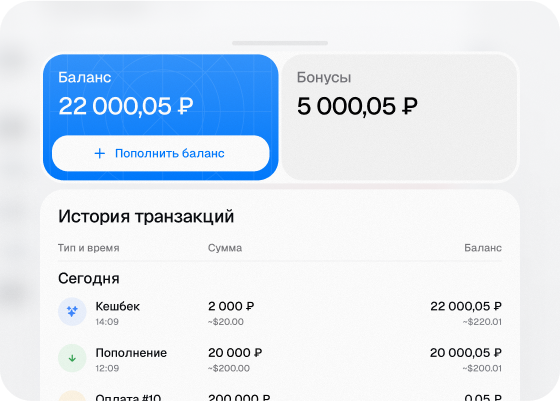 Баланс
22 000,05 ₽
Пополнить баланс
Бонусы
5 000,05 ₽
История транзакций
Тип и время Сумма Баланс
Сегодня
Кешбек 2 000 ₽ 22 000,05 ₽
14:09 ~$20.00 ~$220.01
Пополнение 20 000 ₽ 20 000,05 ₽
12:09 ~$200.00 ~$200.01
Оплата #10 200 000 ₽ 0,05 ₽